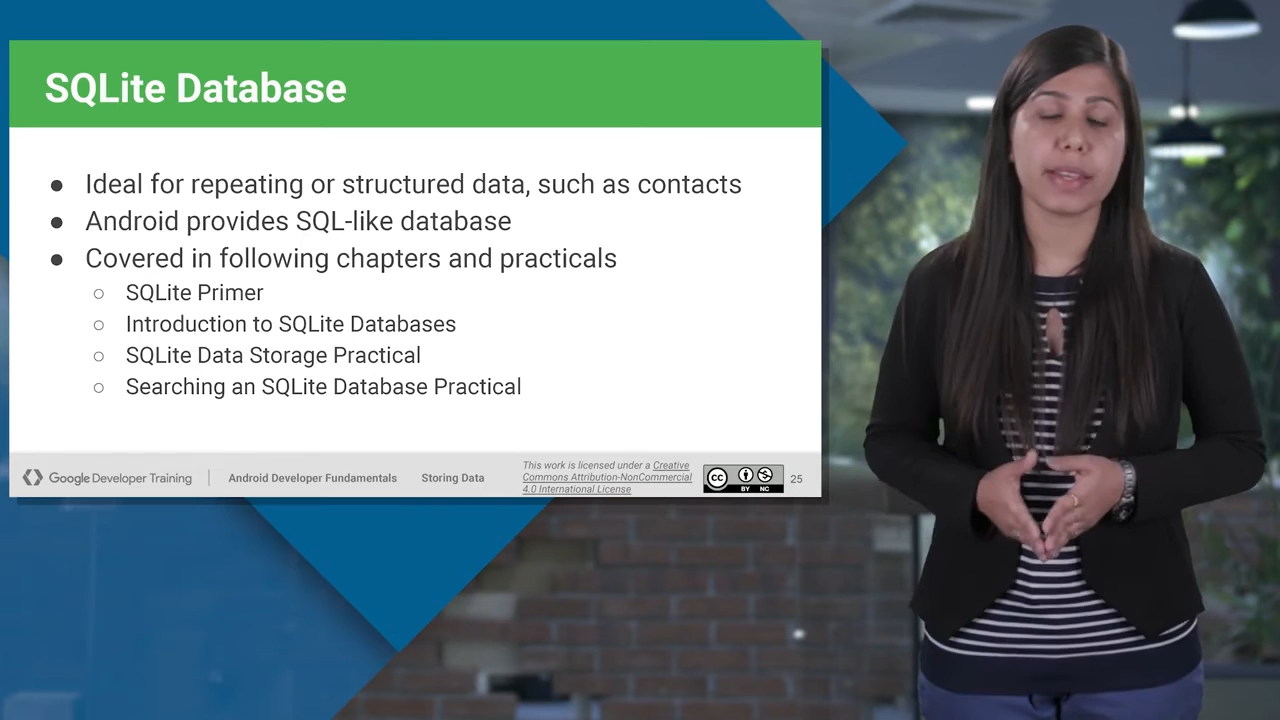 SQLite Database
● Ideal for repeating or structured data, such as contacts
● Android provides SQL-like database
● Covered in following chapters and practicals
○ SQLite Primer
○ Introduction to SQLite Databases
○ SQLite Data Storage Practical
○ Searching an SQLite Database Practical
Google Developer Training
Android Developer Fundamentals
Storing Data
This work is licensed under a Creative
Commons Attribution-NonCommercial
4.0 International License
cc
BY NC
25